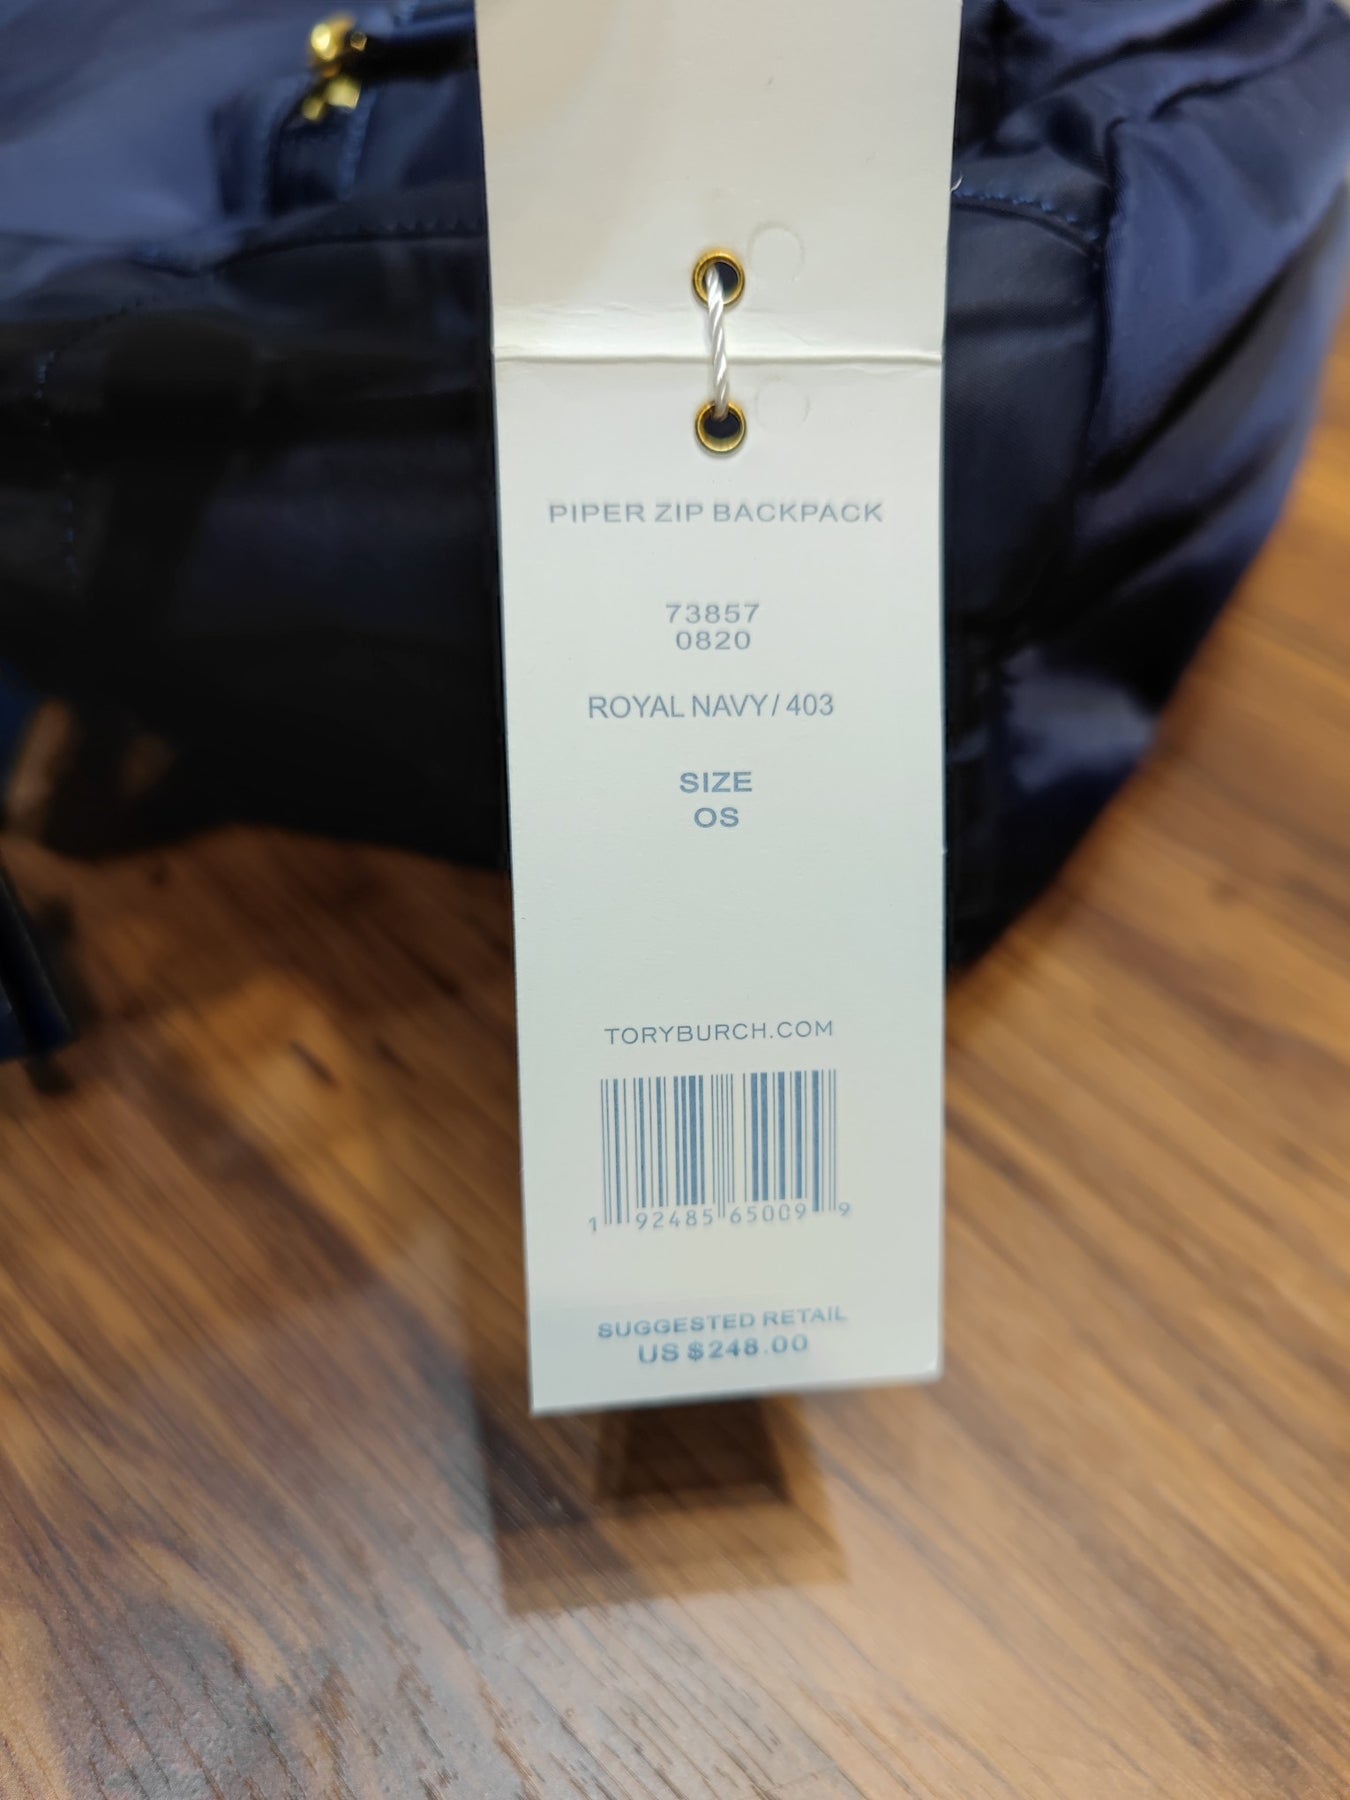 PIPER ZIP BACKPACK
73857
0820
ROYAL NAVY / 403
SIZE
OS
TORYBURCH.COM
1 92485 65009 9
SUGGESTED RETAIL
US $248.00